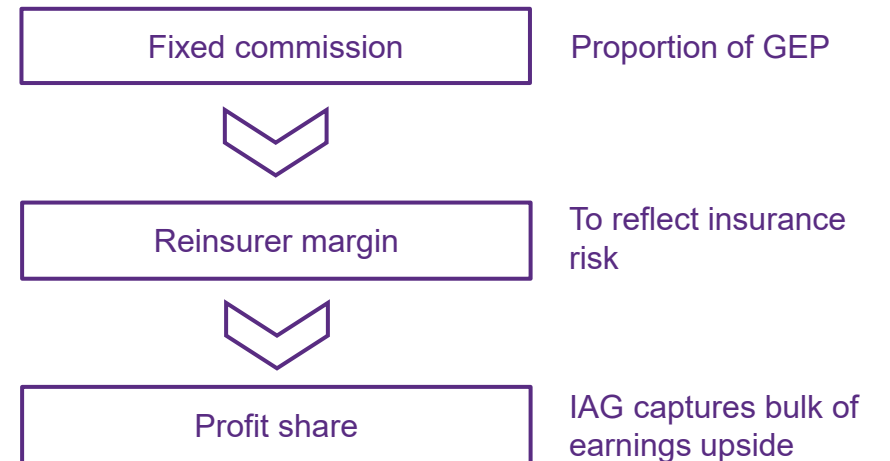 Fixed commission
Proportion of GEP
Reinsurer margin
To reflect insurance
risk
Profit share
IAG captures bulk of
earnings upside